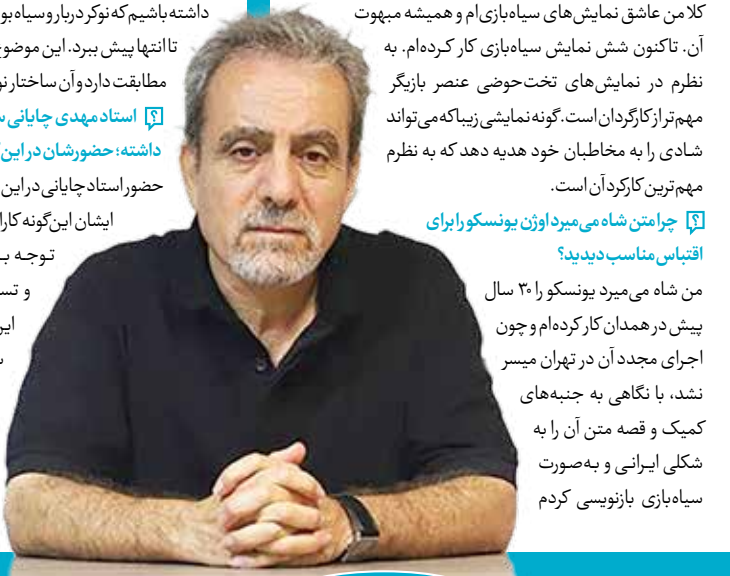 کلا من عاشق نمایش‌های سیاه‌بازی‌ام و همیشه مبهوت
آن. تاکنون شش نمایش سیاه‌بازی کار کرده‌ام. به
نظرم در نمایش‌های تخت‌حوضی عنصر بازیگر
مهم‌تر از کارگردان است. گونه نمایشی زیبا که می‌تواند
شادی را به مخاطبان خود هدیه دهد که به نظرم
مهم‌ترین کارکرد آن است.
چرا متن شاه می‌میرد اوژن یونسکو را برای
اقتباس مناسب دیدید؟
من شاه می‌میرد یونسکو را ۳۰ سال
پیش در همدان کار کرده‌ام و چون
اجرای مجدد آن در تهران میسر
نشد، با نگاهی به جنبه‌های
کمیک و قصه متن آن را به
شکلی ایرانی و به‌صورت
سیاه‌بازی بازنویسی کردم
داشته باشیم که نوکر دربار و سیاه بو
تا انتها پیش ببرد. این موضوع
مطابقت دارد و آن ساختار نو
استاد مهدی چایانی س
داشته؛ حضورشان در این
حضور استاد چایانی در این
ایشان این‌گونه کارا
توجه ب
و تس
این